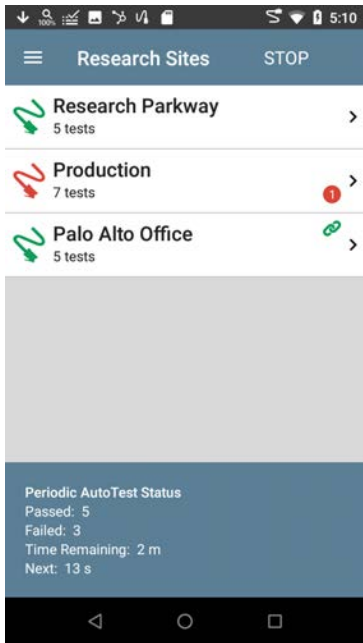 100%
5:10
Research Sites
STOP
Research Parkway
5 tests
Production
7 tests
1
Palo Alto Office
5 tests
Periodic AutoTest Status
Passed: 5
Failed: 3
Time Remaining: 2 m
Next: 13 s